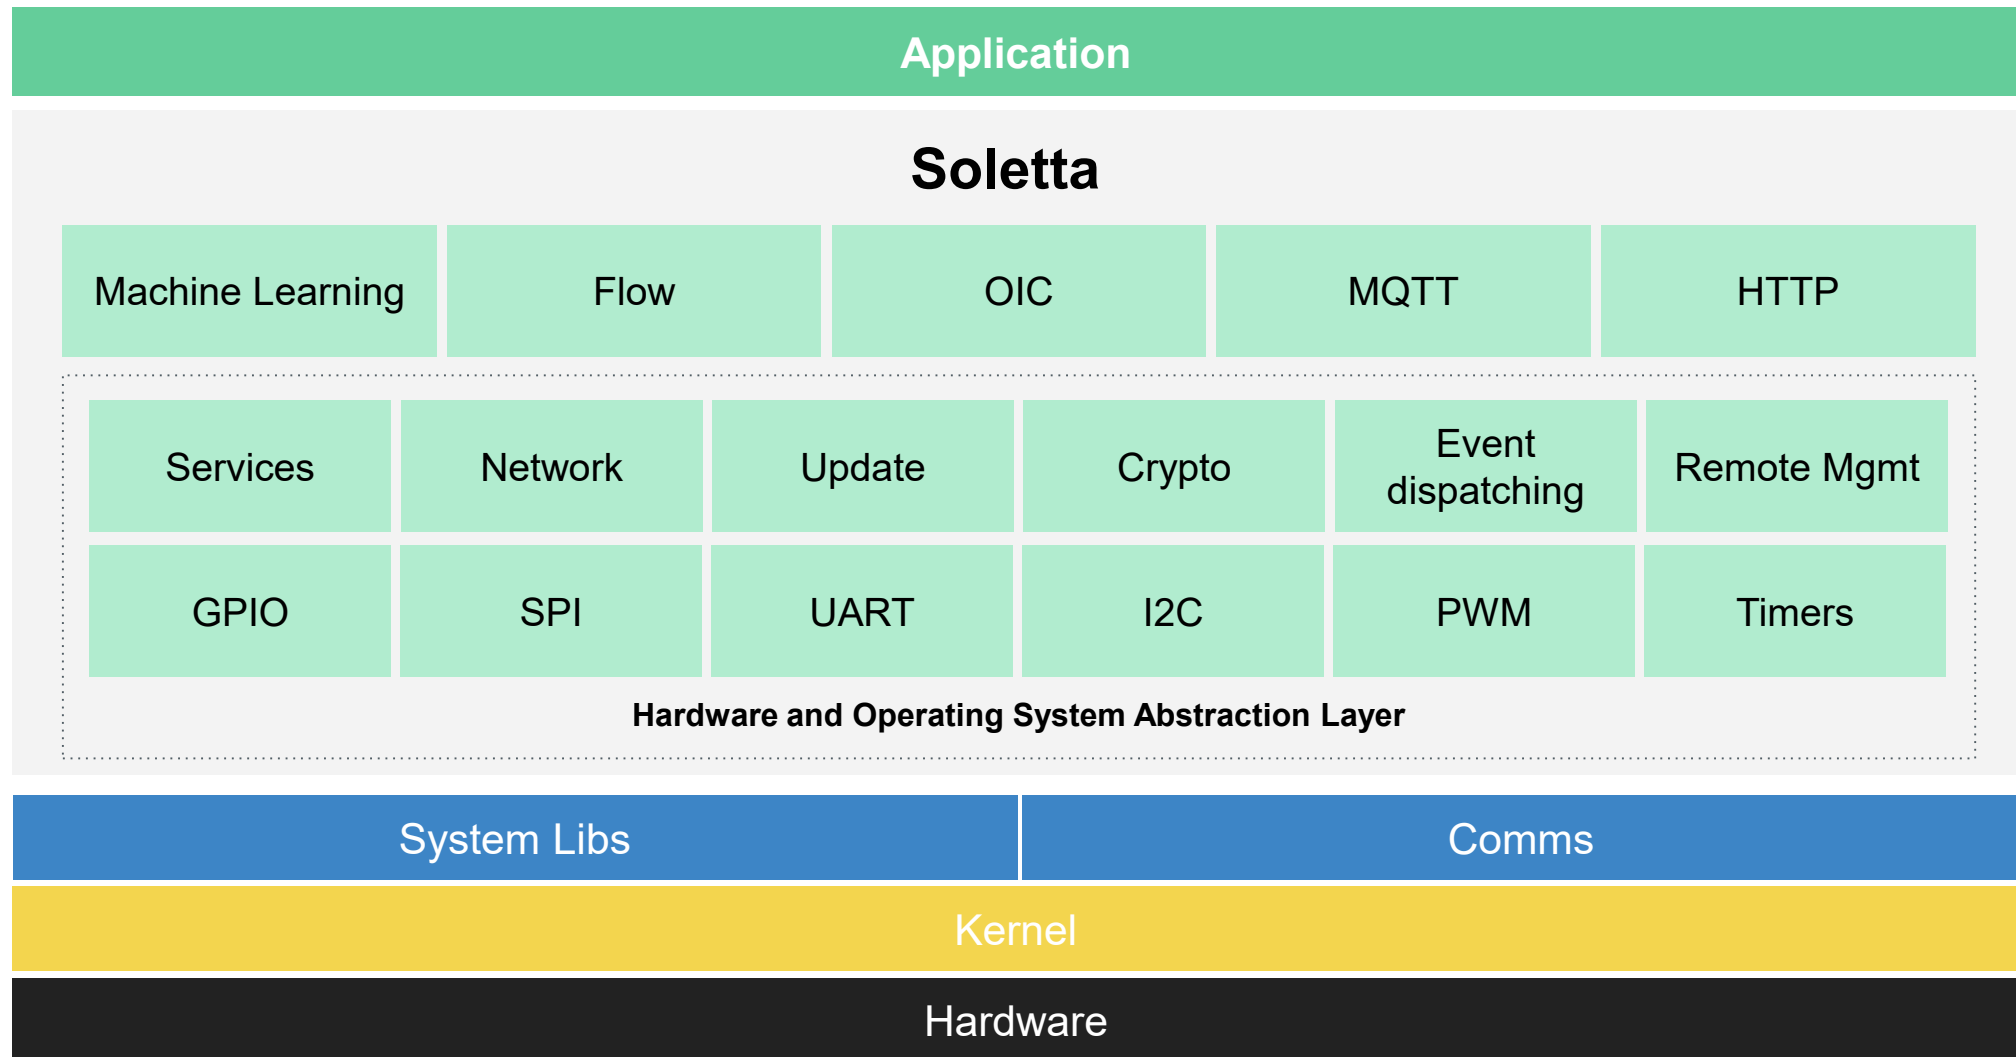 Application
Soletta
Machine Learning
Flow
OIC
MQTT
HTTP
Services
Network
Update
Crypto
Event
dispatching
Remote Mgmt
GPIO
SPI
UART
I2C
PWM
Timers
Hardware and Operating System Abstraction Layer
System Libs
Comms
Kernel
Hardware